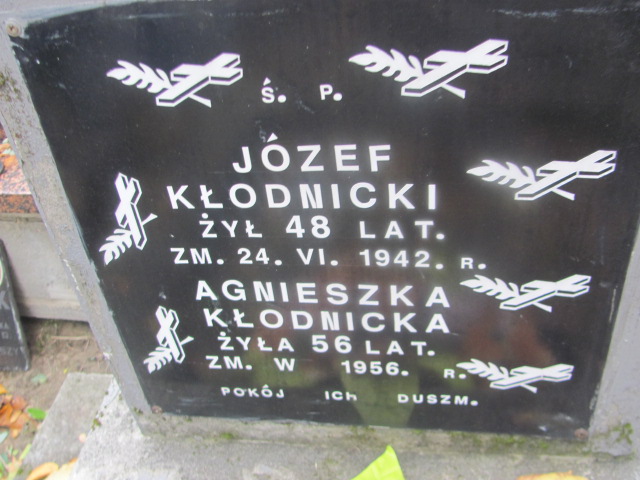 Ś. P.
JÓZEF
KŁODNICKI
ŻYŁ 48 LAT.
ZM. 24. VI. 1942. R.
AGNIESZKA
KŁODNICKA
ŻYŁA 56 LAT.
ZM. W 1956. R.
POKÓJ ICH DUSZM.